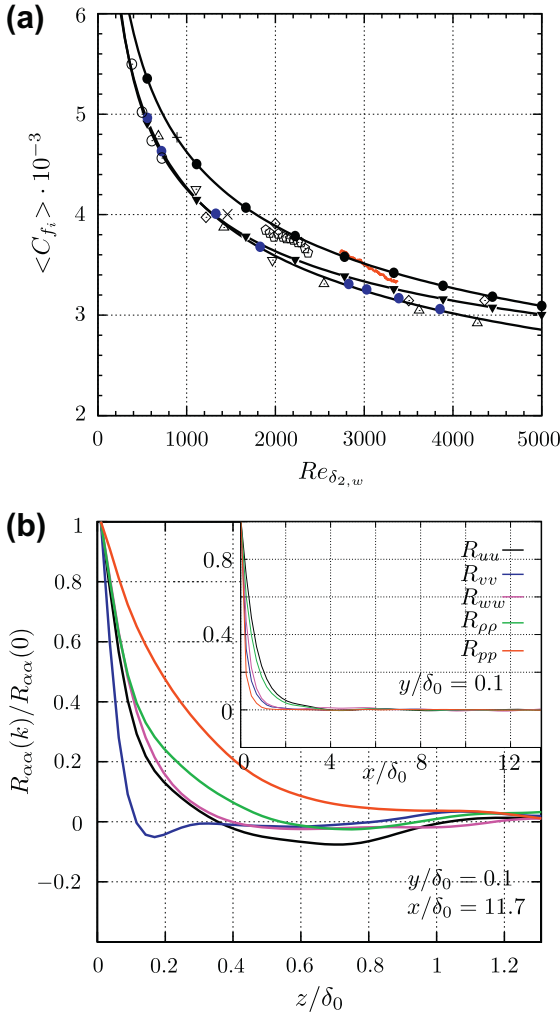 (a)
6
5
4
3
2
< C_{f_i} > · 10^{-3}
0 1000 2000 3000 4000 5000
Re_{δ_{2,w}}
(b)
1
0.8
0.6
0.4
0.2
0
−0.2
R_{αα}(k)/R_{αα}(0)
0 0.2 0.4 0.6 0.8 1 1.2
z/δ_0
0.8
0.4
0
0 4 8 12
x/δ_0
R_{uu}
R_{vv}
R_{ww}
R_{ρρ}
R_{pp}
y/δ_0 = 0.1
y/δ_0 = 0.1
x/δ_0 = 11.7